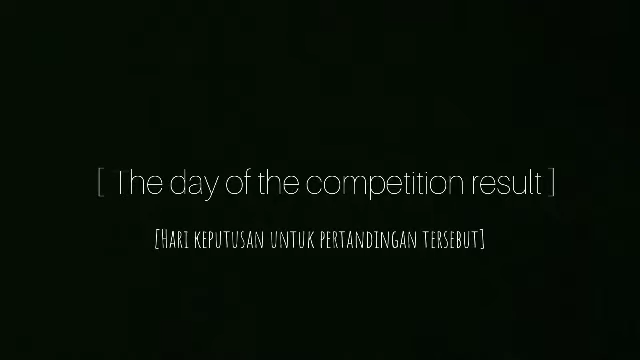 [ The day of the competition result ]
[Hari keputusan untuk pertandingan tersebut]